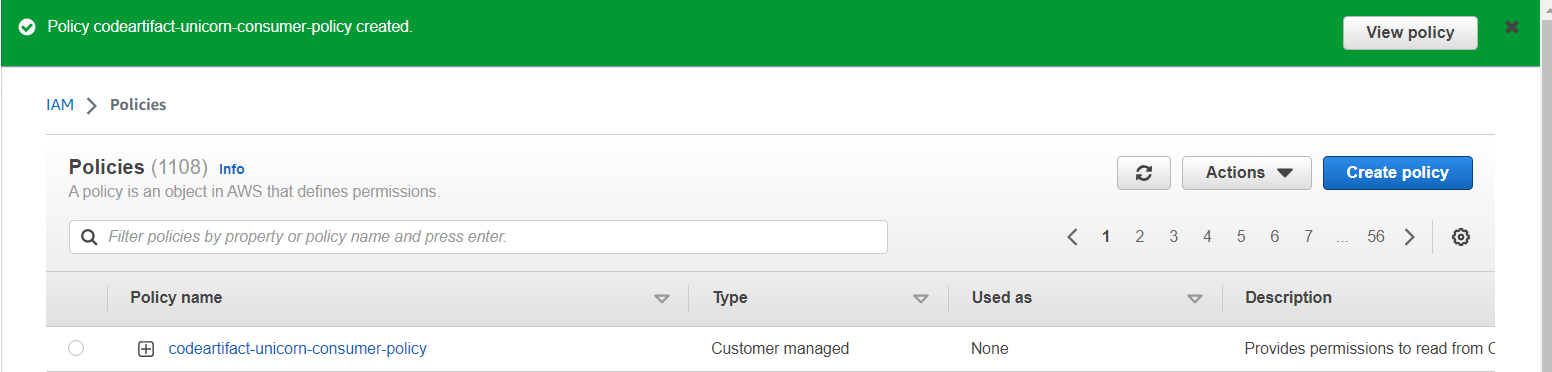 Policy codeartifact-unicorn-consumer-policy created.
View policy
IAM Policies
Policies (1108) Info
A policy is an object in AWS that defines permissions.
Actions
Create policy
Filter policies by property or policy name and press enter.
1 2 3 4 5 6 7 ... 56
Policy name Type Used as Description
codeartifact-unicorn-consumer-policy Customer managed None Provides permissions to read from C